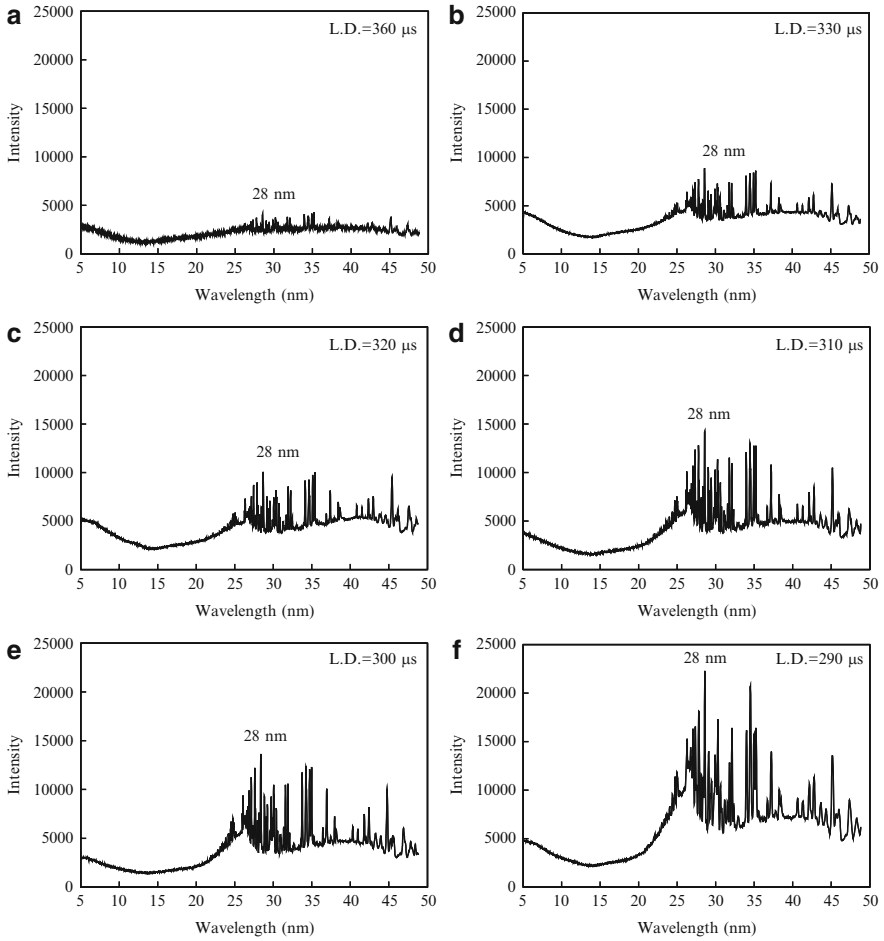 a
L.D.=360 μs
25000
20000
15000
10000
5000
0
Intensity
28 nm
5 10 15 20 25 30 35 40 45 50
Wavelength (nm)
b
L.D.=330 μs
25000
20000
15000
10000
5000
0
Intensity
28 nm
5 10 15 20 25 30 35 40 45 50
Wavelength (nm)
c
L.D.=320 μs
25000
20000
15000
10000
5000
0
Intensity
28 nm
5 10 15 20 25 30 35 40 45 50
Wavelength (nm)
d
L.D.=310 μs
25000
20000
15000
10000
5000
0
Intensity
28 nm
5 10 15 20 25 30 35 40 45 50
Wavelength (nm)
e
L.D.=300 μs
25000
20000
15000
10000
5000
0
Intensity
28 nm
5 10 15 20 25 30 35 40 45 50
Wavelength (nm)
f
28 nm L.D.=290 μs
25000
20000
15000
10000
5000
0
Intensity
5 10 15 20 25 30 35 40 45 50
Wavelength (nm)